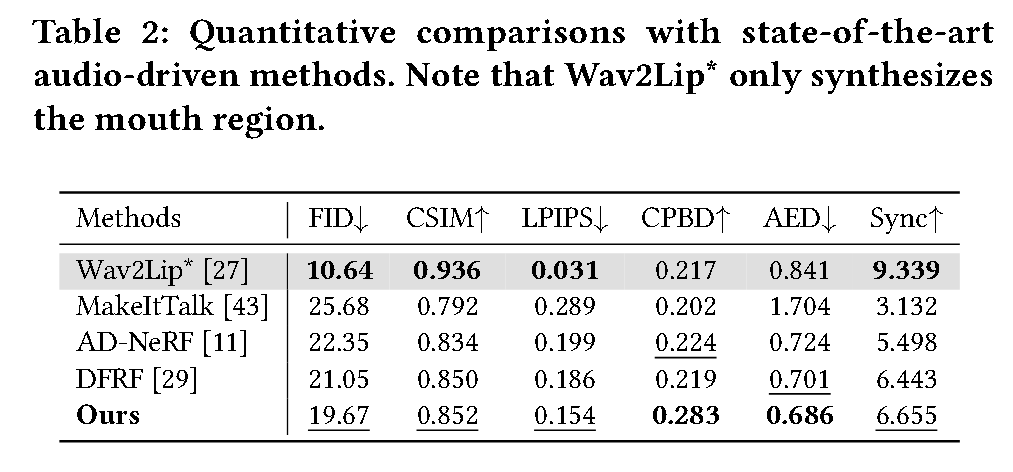 Table 2: Quantitative comparisons with state-of-the-art
audio-driven methods. Note that Wav2Lip* only synthesizes
the mouth region.
Methods FID↓ CSIM↑ LPIPS↓ CPBD↑ AED↓ Sync↑
Wav2Lip* [27] 10.64 0.936 0.031 0.217 0.841 9.339
MakeItTalk [43] 25.68 0.792 0.289 0.202 1.704 3.132
AD-NeRF [11] 22.35 0.834 0.199 0.224 0.724 5.498
DFRF [29] 21.05 0.850 0.186 0.219 0.701 6.443
Ours 19.67 0.852 0.154 0.283 0.686 6.655